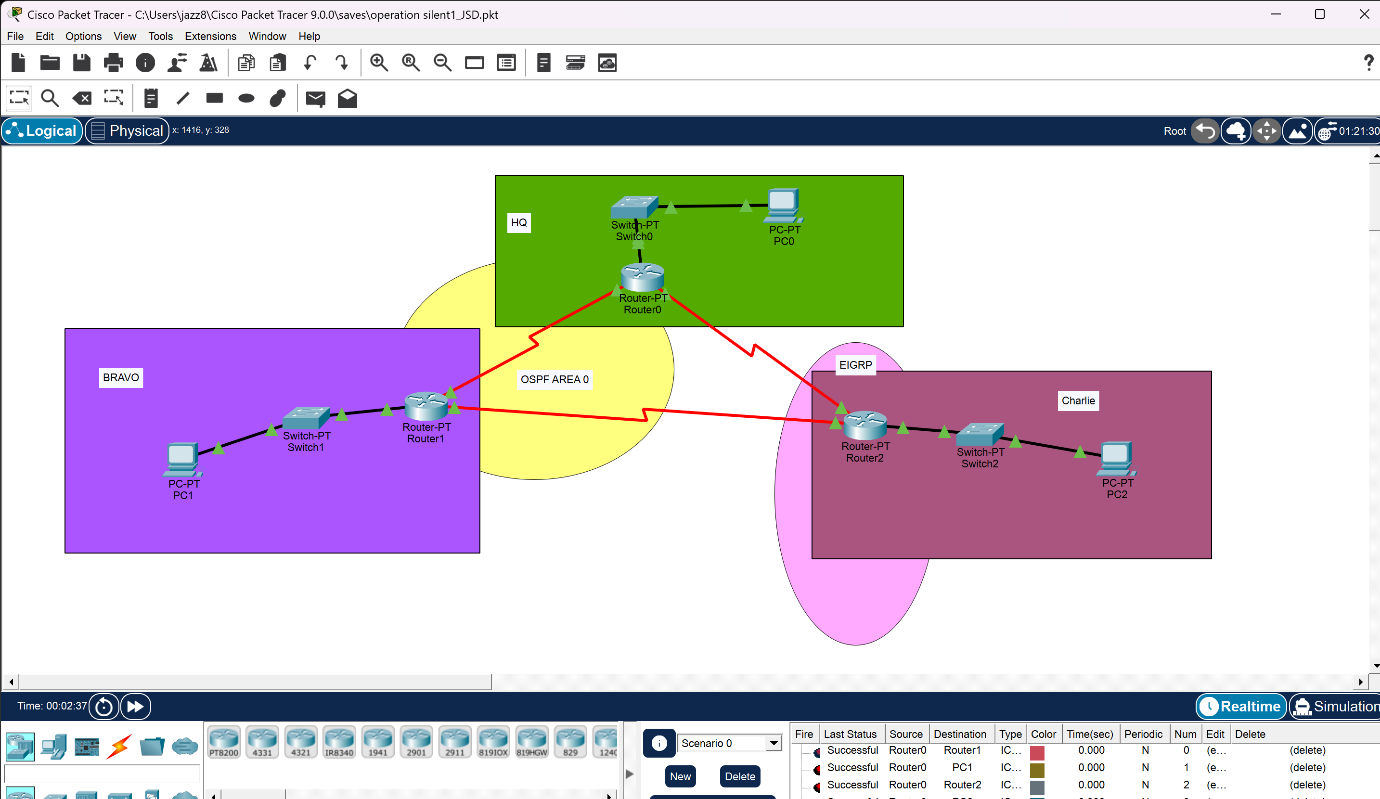 Cisco Packet Tracer - C:\Users\jazz8\Cisco Packet Tracer 9.0.0\saves\operation silent1_JSD.pkt
File Edit Options View Tools Extensions Window Help
Logical Physical x: 1416, y: 328 Root 01:21:30
HQ
Switch-PT
Switch0
PC-PT
PC0
Router-PT
Router0
BRAVO
OSPF AREA 0
EIGRP
Charlie
Router-PT
Router1
Switch-PT
Switch1
PC-PT
PC1
Router-PT
Router2
Switch-PT
Switch2
PC-PT
PC2
Time: 00:02:37 Realtime Simulation
PT8200 4331 4321 IR8340 1941 2901 2911 819IOX 819HGW 829 1240
Scenario 0
New Delete
Fire Last Status Source Destination Type Color Time(sec) Periodic Num Edit Delete
Successful Router0 Router1 IC... 0.000 N 0 (e... (delete)
Successful Router0 PC1 IC... 0.000 N 1 (e... (delete)
Successful Router0 Router2 IC... 0.000 N 2 (e... (delete)